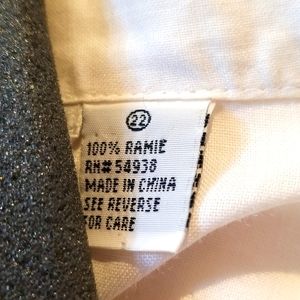 22
100% RAMIE
RN# 54938
MADE IN CHINA
SEE REVERSE
FOR CARE